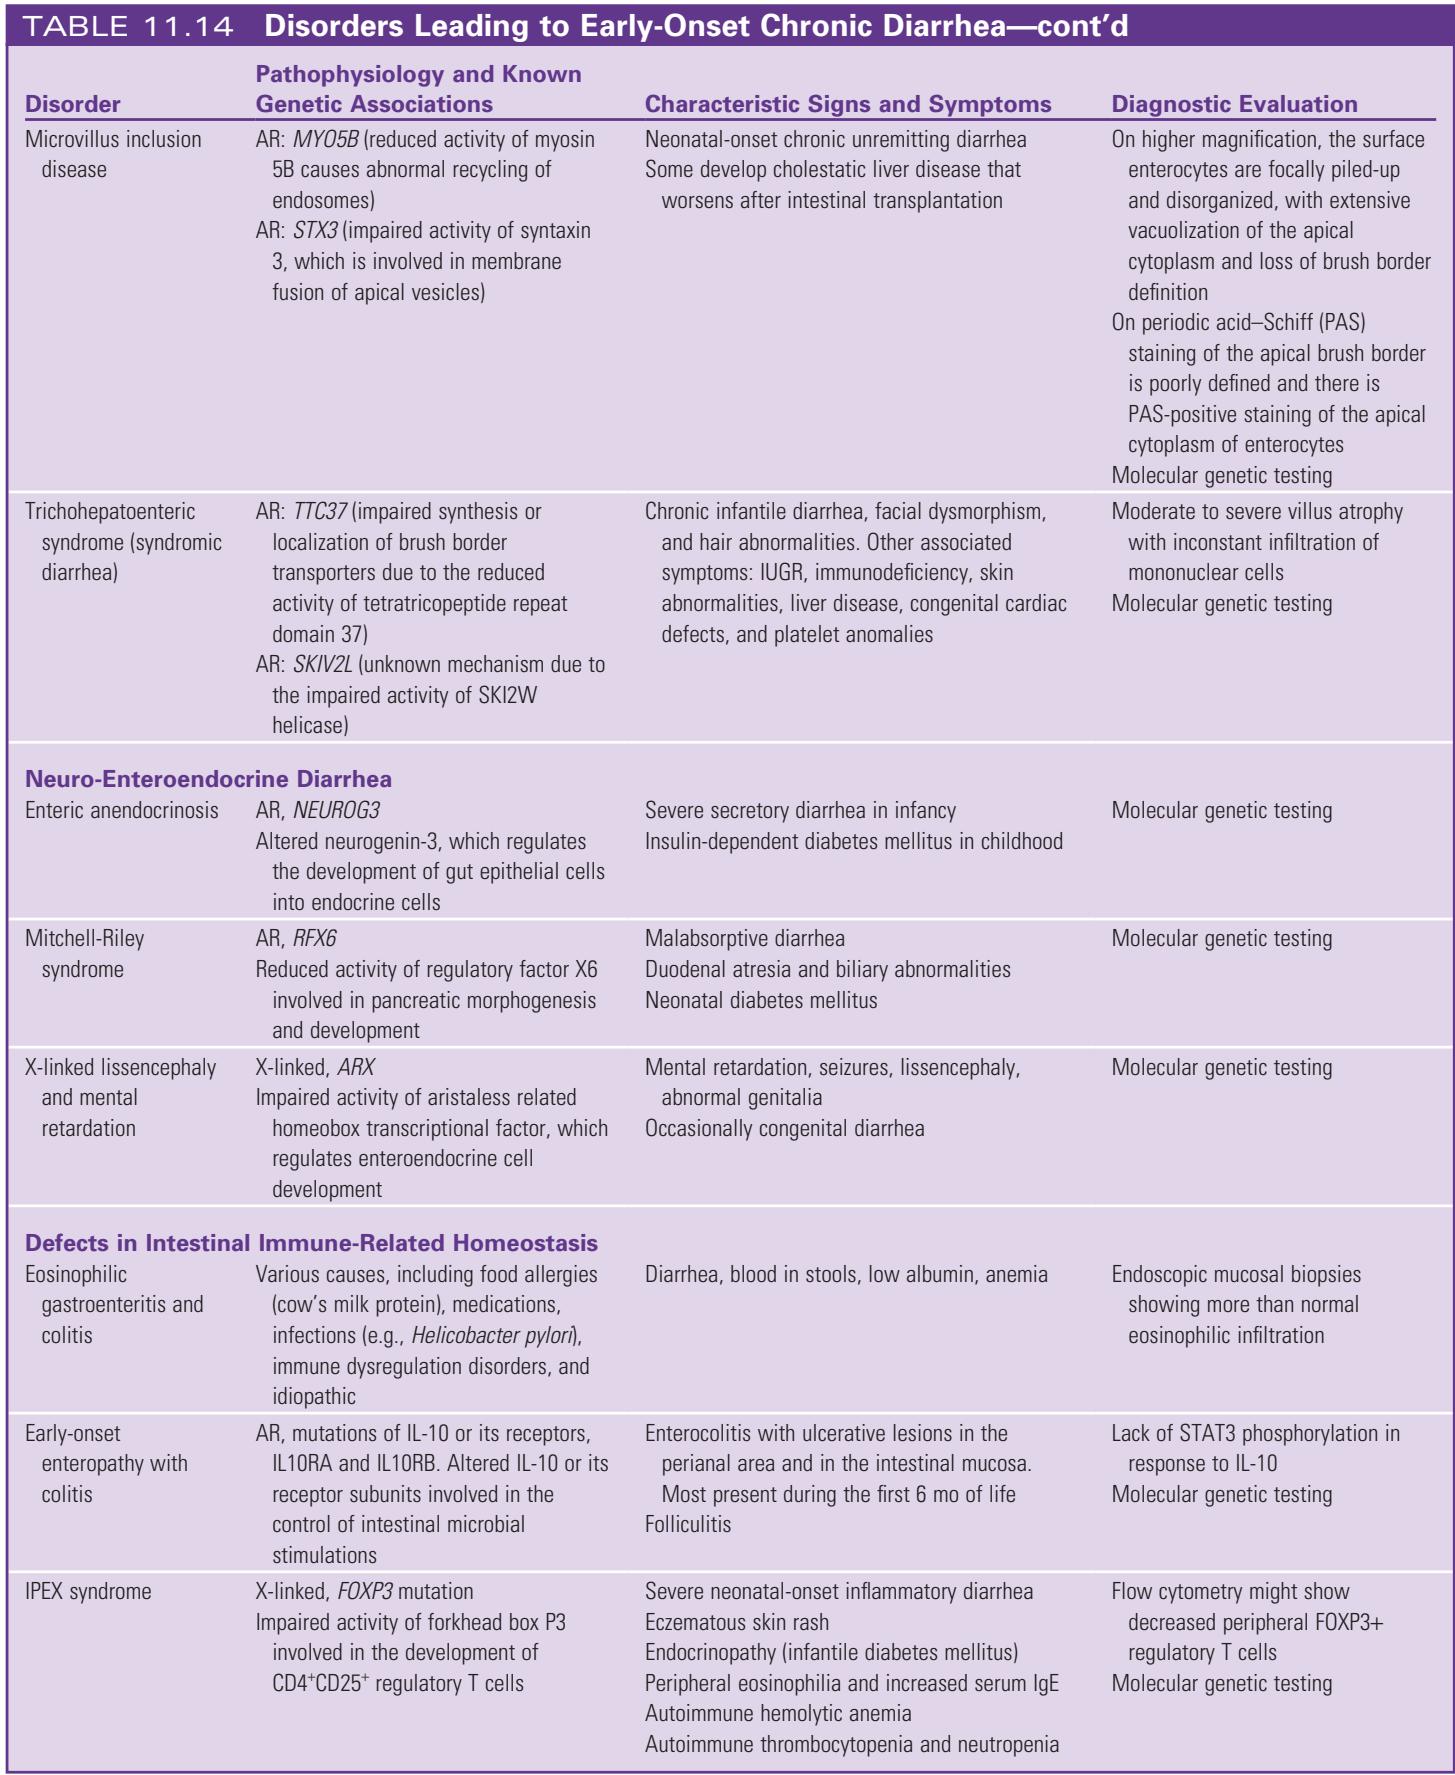 TABLE 11.14 Disorders Leading to Early-Onset Chronic Diarrhea—cont'd
Disorder
Pathophysiology and Known
Genetic Associations
Characteristic Signs and Symptoms
Diagnostic Evaluation
Microvillus inclusion
disease
AR: MYO5B (reduced activity of myosin
5B causes abnormal recycling of
endosomes)
AR: STX3 (impaired activity of syntaxin
3, which is involved in membrane
fusion of apical vesicles)
Neonatal-onset chronic unremitting diarrhea
Some develop cholestatic liver disease that
worsens after intestinal transplantation
On higher magnification, the surface
enterocytes are focally piled-up
and disorganized, with extensive
vacuolization of the apical
cytoplasm and loss of brush border
definition
On periodic acid–Schiff (PAS)
staining of the apical brush border
is poorly defined and there is
PAS-positive staining of the apical
cytoplasm of enterocytes
Molecular genetic testing
Trichohepatoenteric
syndrome (syndromic
diarrhea)
AR: TTC37 (impaired synthesis or
localization of brush border
transporters due to the reduced
activity of tetratricopeptide repeat
domain 37)
AR: SKIV2L (unknown mechanism due to
the impaired activity of SKI2W
helicase)
Chronic infantile diarrhea, facial dysmorphism,
and hair abnormalities. Other associated
symptoms: IUGR, immunodeficiency, skin
abnormalities, liver disease, congenital cardiac
defects, and platelet anomalies
Moderate to severe villus atrophy
with inconstant infiltration of
mononuclear cells
Molecular genetic testing
Neuro-Enteroendocrine Diarrhea
Enteric anendocrinosis
AR, NEUROG3
Altered neurogenin-3, which regulates
the development of gut epithelial cells
into endocrine cells
Severe secretory diarrhea in infancy
Insulin-dependent diabetes mellitus in childhood
Molecular genetic testing
Mitchell-Riley
syndrome
AR, RFX6
Reduced activity of regulatory factor X6
involved in pancreatic morphogenesis
and development
Malabsorptive diarrhea
Duodenal atresia and biliary abnormalities
Neonatal diabetes mellitus
Molecular genetic testing
X-linked lissencephaly
and mental
retardation
X-linked, ARX
Impaired activity of aristaless related
homeobox transcriptional factor, which
regulates enteroendocrine cell
development
Mental retardation, seizures, lissencephaly,
abnormal genitalia
Occasionally congenital diarrhea
Molecular genetic testing
Defects in Intestinal Immune-Related Homeostasis
Eosinophilic
gastroenteritis and
colitis
Various causes, including food allergies
(cow's milk protein), medications,
infections (e.g., Helicobacter pylori),
immune dysregulation disorders, and
idiopathic
Diarrhea, blood in stools, low albumin, anemia
Endoscopic mucosal biopsies
showing more than normal
eosinophilic infiltration
Early-onset
enteropathy with
colitis
AR, mutations of IL-10 or its receptors,
IL10RA and IL10RB. Altered IL-10 or its
receptor subunits involved in the
control of intestinal microbial
stimulations
Enterocolitis with ulcerative lesions in the
perianal area and in the intestinal mucosa.
Most present during the first 6 mo of life
Folliculitis
Lack of STAT3 phosphorylation in
response to IL-10
Molecular genetic testing
IPEX syndrome
X-linked, FOXP3 mutation
Impaired activity of forkhead box P3
involved in the development of
CD4⁺CD25⁺ regulatory T cells
Severe neonatal-onset inflammatory diarrhea
Eczematous skin rash
Endocrinopathy (infantile diabetes mellitus)
Peripheral eosinophilia and increased serum IgE
Autoimmune hemolytic anemia
Autoimmune thrombocytopenia and neutropenia
Flow cytometry might show
decreased peripheral FOXP3+
regulatory T cells
Molecular genetic testing